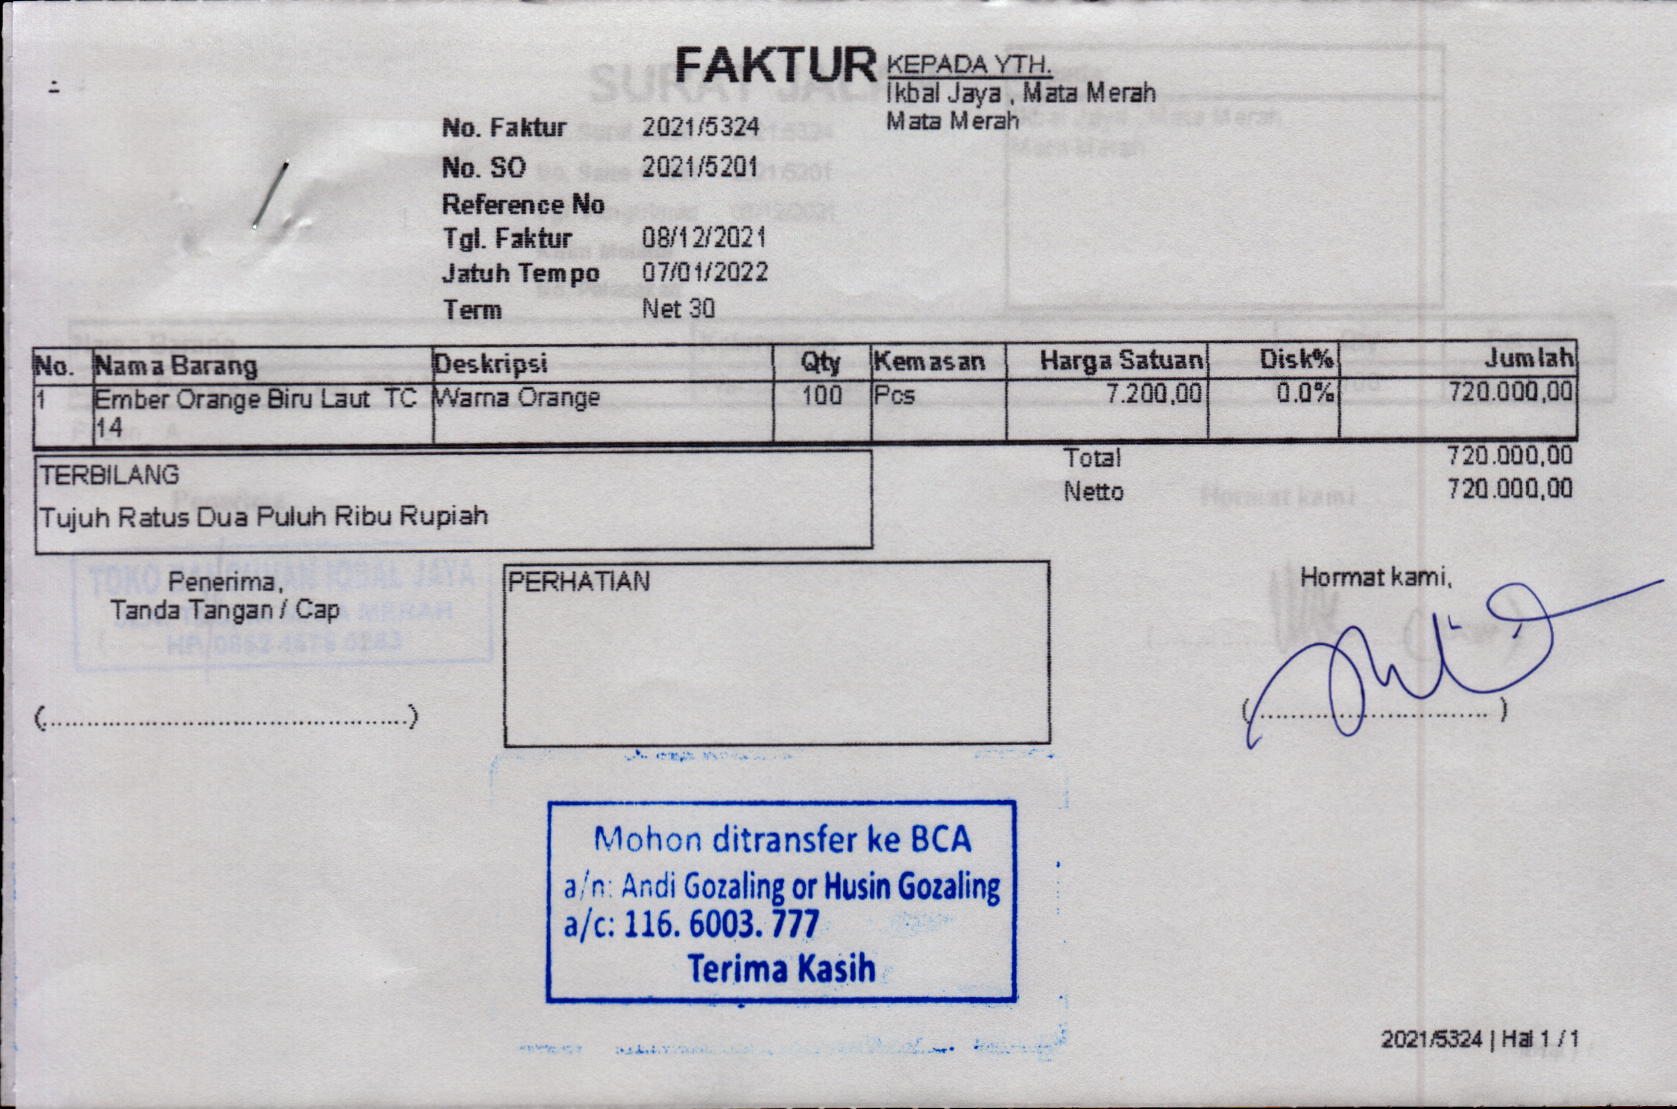 FAKTUR
KEPADA YTH.
Ikbal Jaya , Mata Merah
Mata Merah
No. Faktur 2021/5324
No. SO 2021/5201
Reference No
Tgl. Faktur 08/12/2021
Jatuh Tempo 07/01/2022
Term Net 30
No. Nama Barang Deskripsi Qty Kemasan Harga Satuan Disk% Jumlah
1 Ember Orange Biru Laut TC Warna Orange 100 Pcs 7.200,00 0.0% 720.000,00
14
Total 720.000,00
Netto 720.000,00
TERBILANG
Tujuh Ratus Dua Puluh Ribu Rupiah
Penerima,
Tanda Tangan / Cap
(................................................)
PERHATIAN
Hormat kami,
(.............................. )
Mohon ditransfer ke BCA
a/n: Andi Gozaling or Husin Gozaling
a/c: 116. 6003. 777
Terima Kasih
2021/5324 | Hal 1 / 1